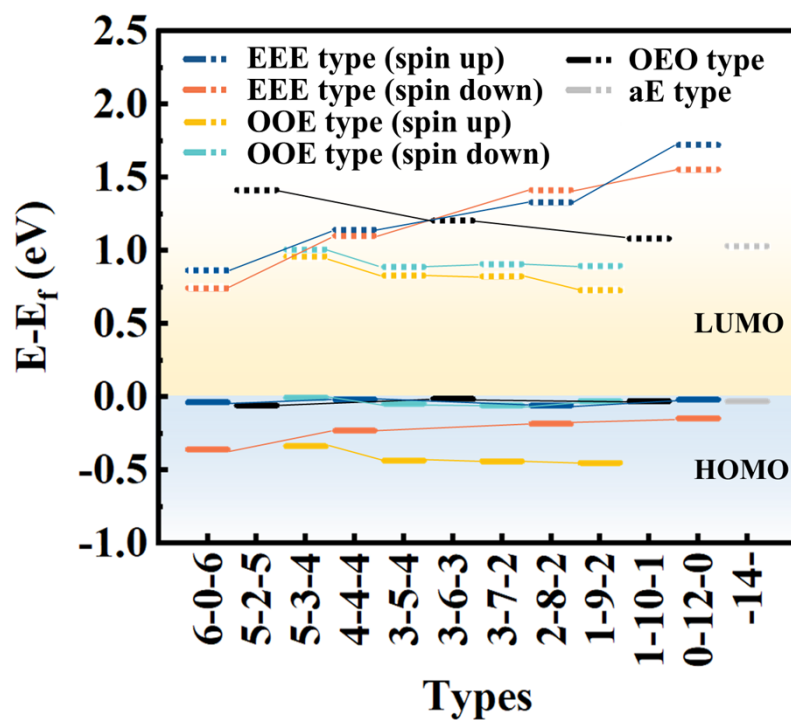 2.5
2.0
1.5
1.0
0.5
0.0
-0.5
-1.0
E-Ef (eV)
EEE type (spin up)
EEE type (spin down)
OOE type (spin up)
OOE type (spin down)
OEO type
aE type
LUMO
HOMO
6-0-6
5-2-5
5-3-4
4-4-4
3-5-4
3-6-3
3-7-2
2-8-2
1-9-2
1-10-1
0-12-0
-14-
Types